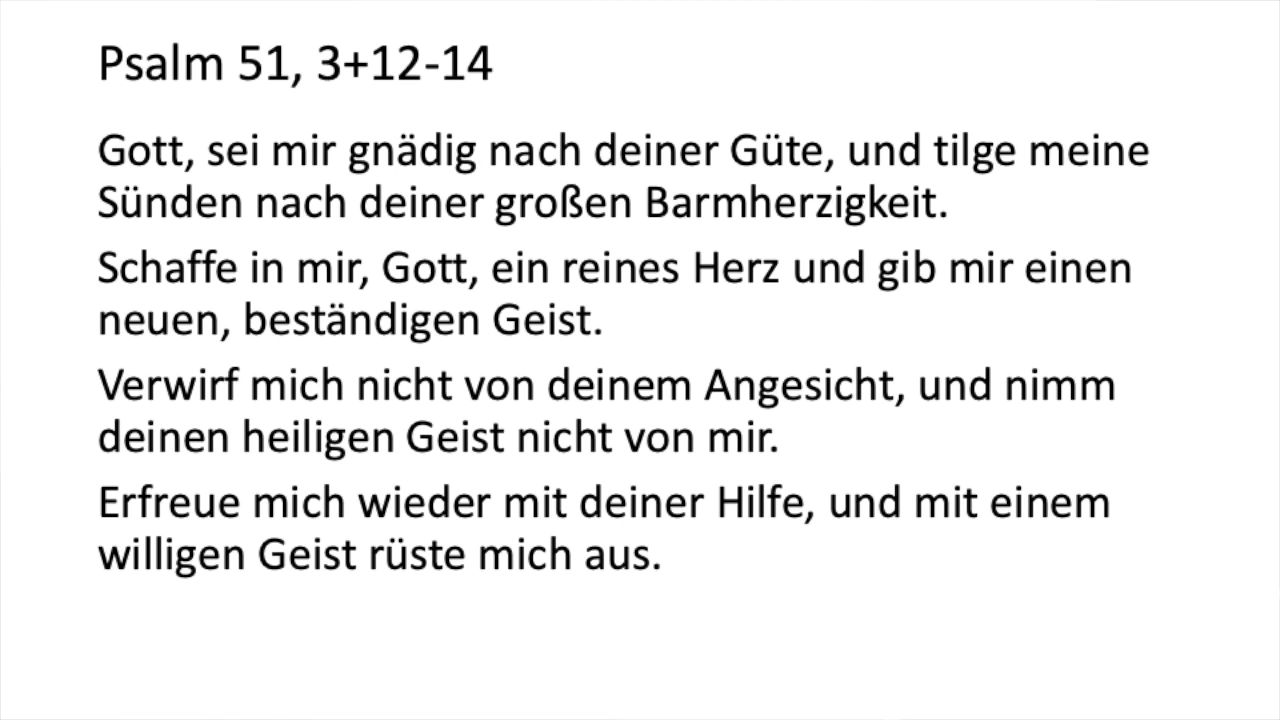 Psalm 51, 3+12-14
Gott, sei mir gnädig nach deiner Güte, und tilge meine
Sünden nach deiner großen Barmherzigkeit.
Schaffe in mir, Gott, ein reines Herz und gib mir einen
neuen, beständigen Geist.
Verwirf mich nicht von deinem Angesicht, und nimm
deinen heiligen Geist nicht von mir.
Erfreue mich wieder mit deiner Hilfe, und mit einem
willigen Geist rüste mich aus.